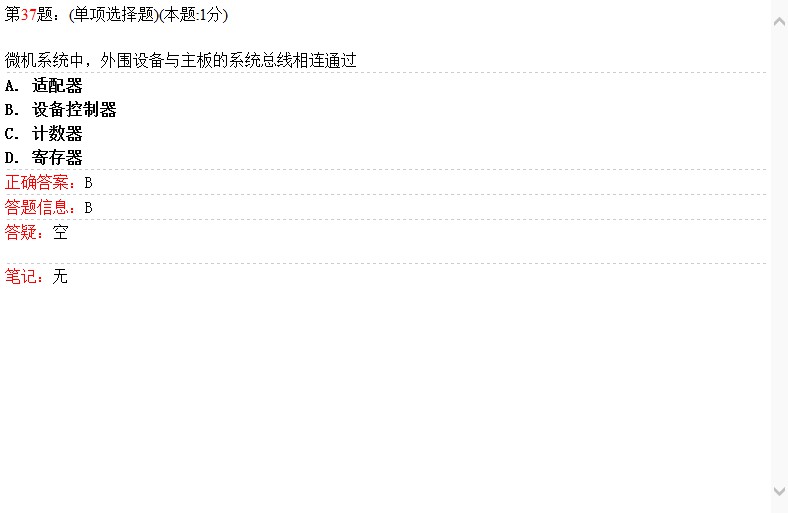 第37题：(单项选择题)(本题:1分)
微机系统中，外围设备与主板的系统总线相连通过
A. 适配器
B. 设备控制器
C. 计数器
D. 寄存器
正确答案：B
答题信息：B
答疑：空
笔记：无